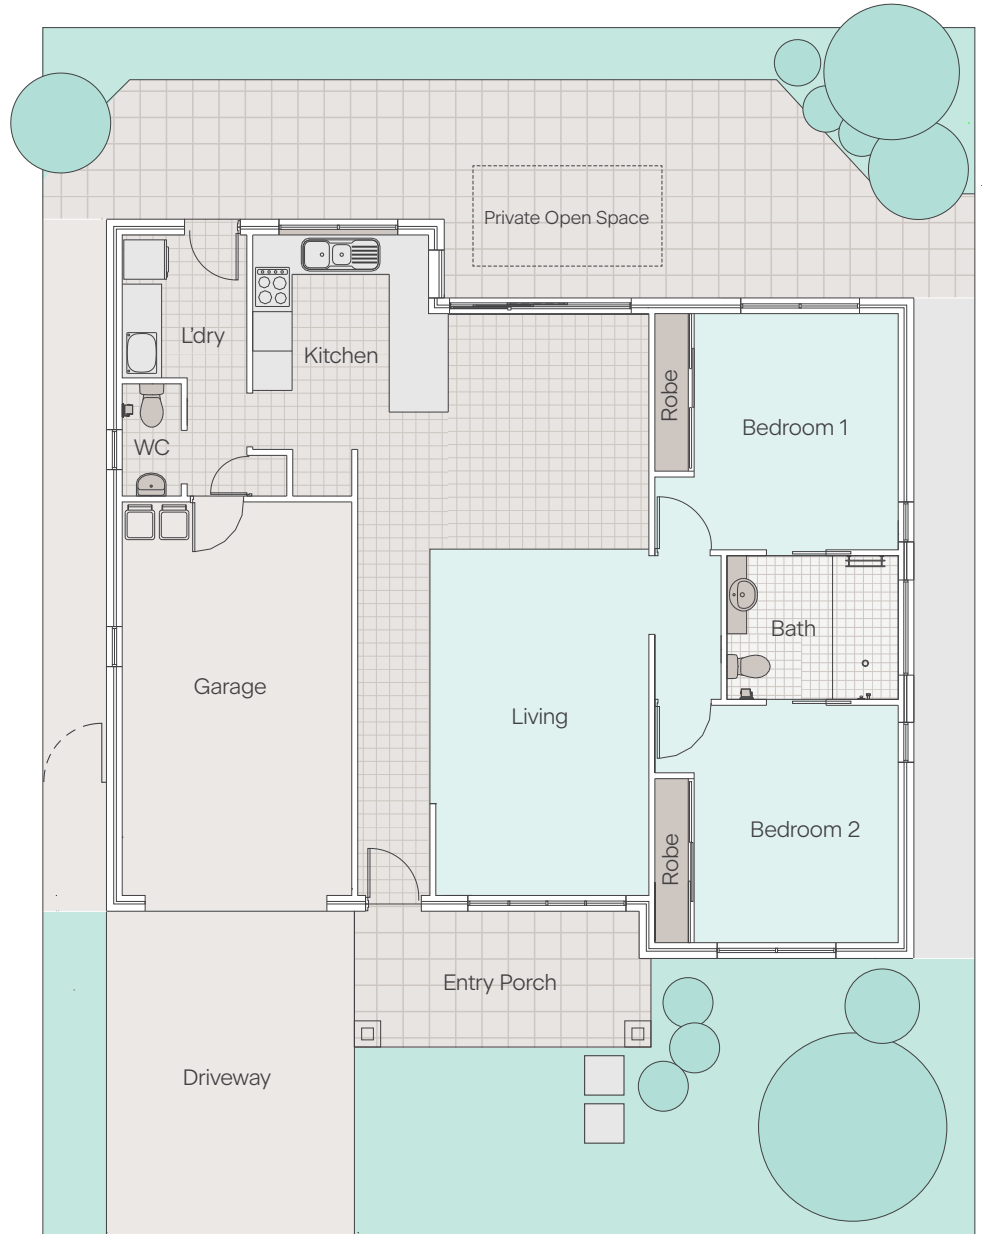 Private Open Space
L'dry
Kitchen
Robe
Bedroom 1
WC
Bath
Garage
Living
Bedroom 2
Robe
Entry Porch
Driveway